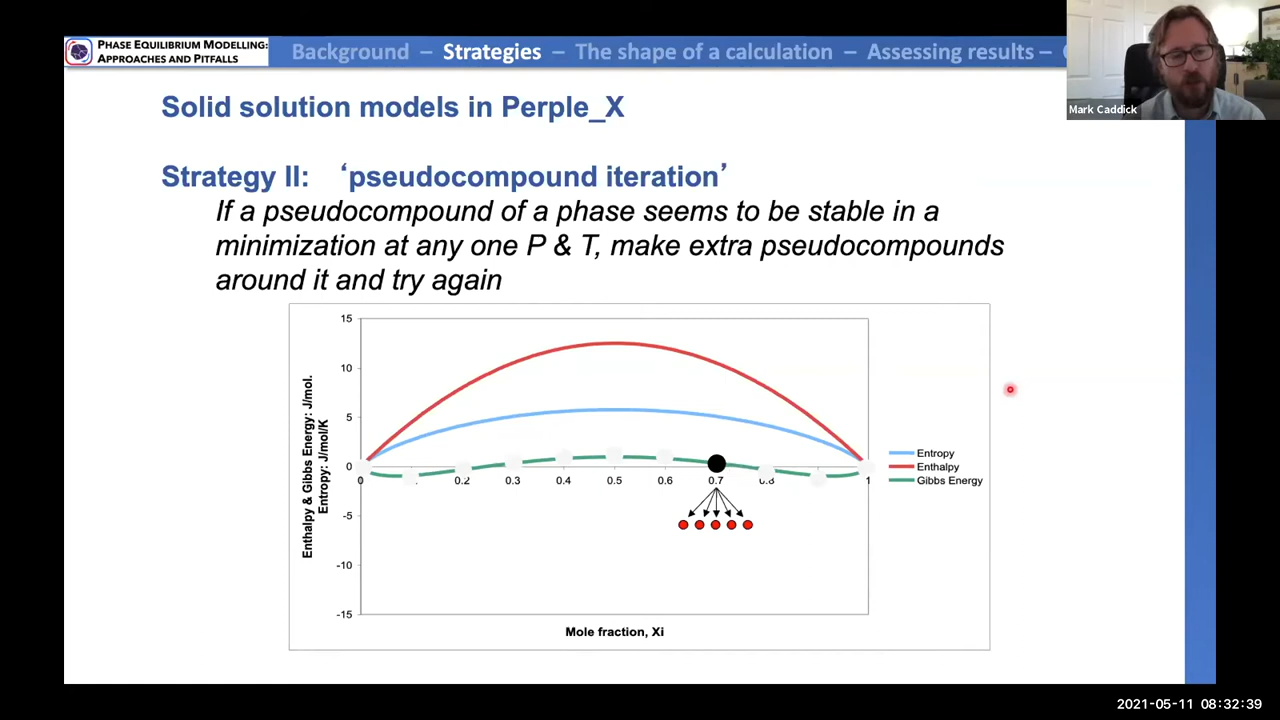 PHASE EQUILIBRIUM MODELLING:
APPROACHES AND PITFALLS
Background – Strategies – The shape of a calculation – Assessing results –
Mark Caddick
Solid solution models in Perple_X
Strategy II: ‘pseudocompound iteration’
If a pseudocompound of a phase seems to be stable in a
minimization at any one P & T, make extra pseudocompounds
around it and try again
Enthalpy & Gibbs Energy: J/mol.
Entropy: J/mol/K
15
10
5
0
-5
-10
-15
0
0.2
0.3
0.4
0.5
0.6
0.7
0.8
1
Entropy
Enthalpy
Gibbs Energy
Mole fraction, Xi
2021-05-11 08:32:39